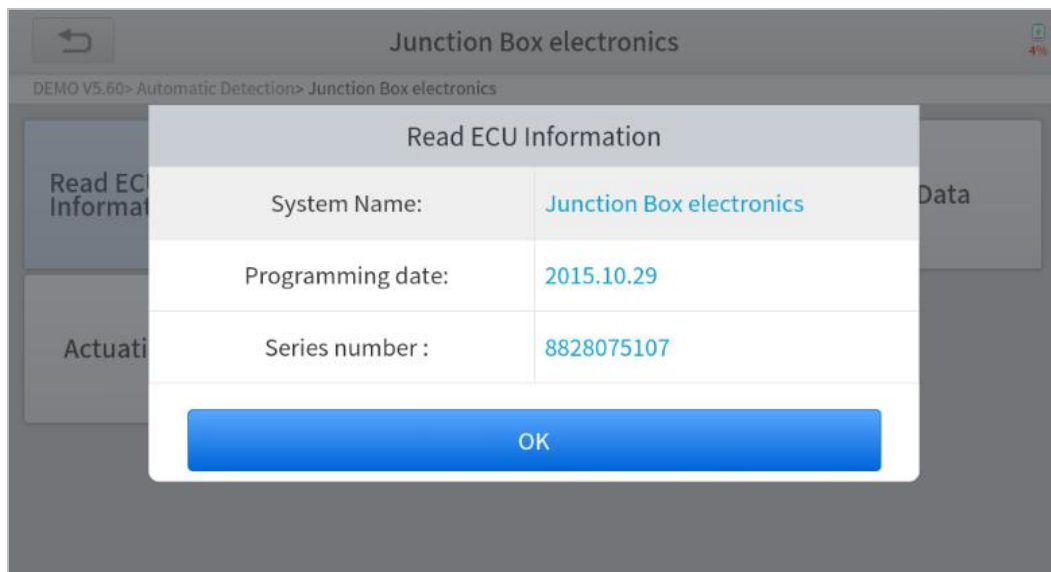 Junction Box electronics
4%
DEMO V5.60> Automatic Detection> Junction Box electronics
Read ECU Information
Read ECU
Informat
Data
System Name: Junction Box electronics
Programming date: 2015.10.29
Actuati
Series number : 8828075107
OK